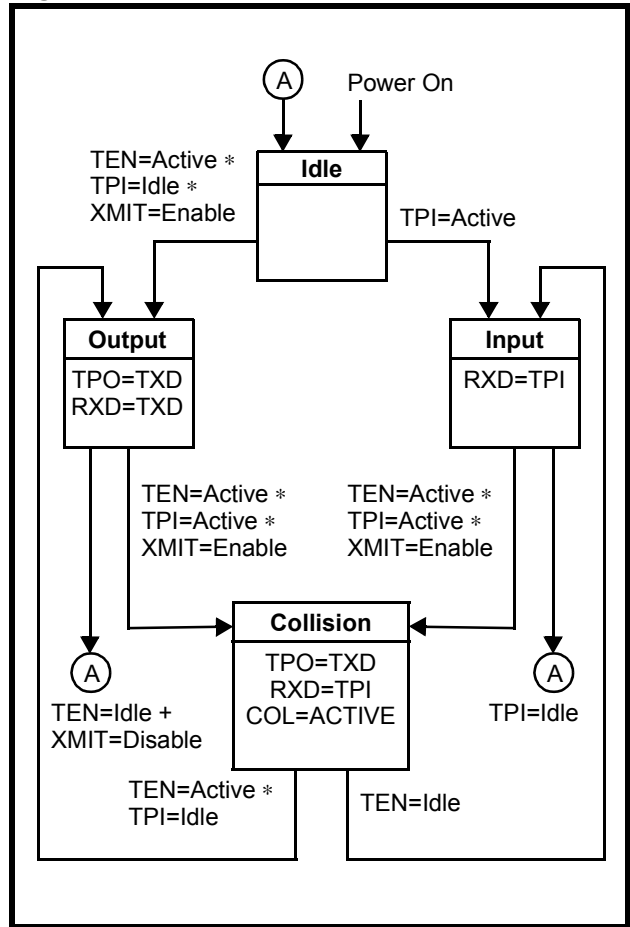 A
Power On
TEN=Active *
TPI=Idle *
XMIT=Enable
Idle
TPI=Active
Output
TPO=TXD
RXD=TXD
Input
RXD=TPI
TEN=Active *
TPI=Active *
XMIT=Enable
TEN=Active *
TPI=Active *
XMIT=Enable
Collision
TPO=TXD
RXD=TPI
COL=ACTIVE
A
TEN=Idle +
XMIT=Disable
A
TPI=Idle
TEN=Active *
TPI=Idle
TEN=Idle